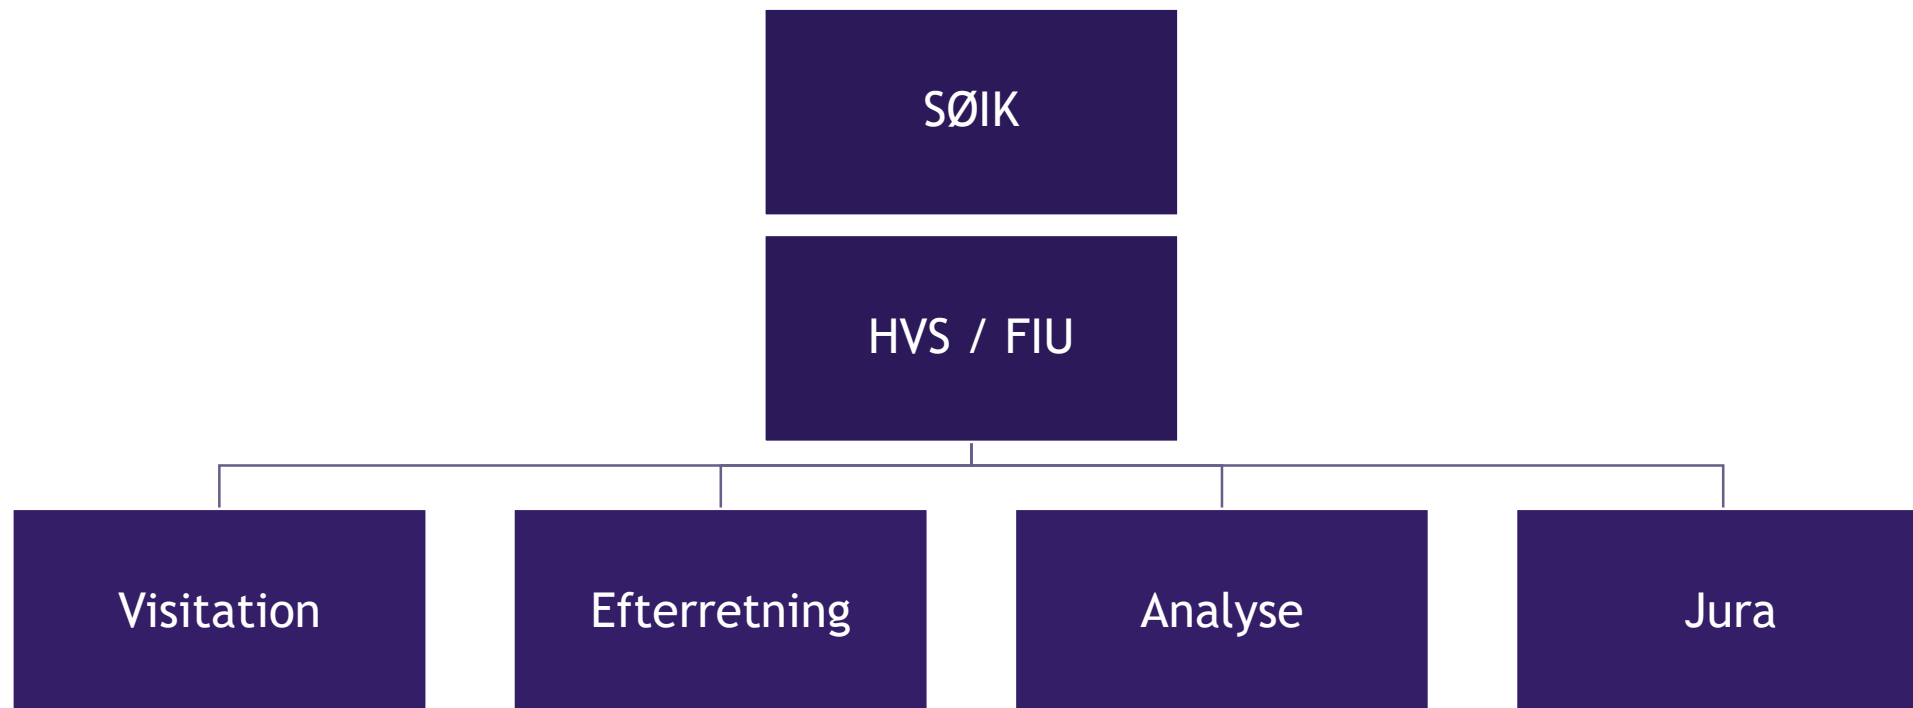 SØIK
HVS / FIU
Visitation
Efterretning
Analyse
Jura